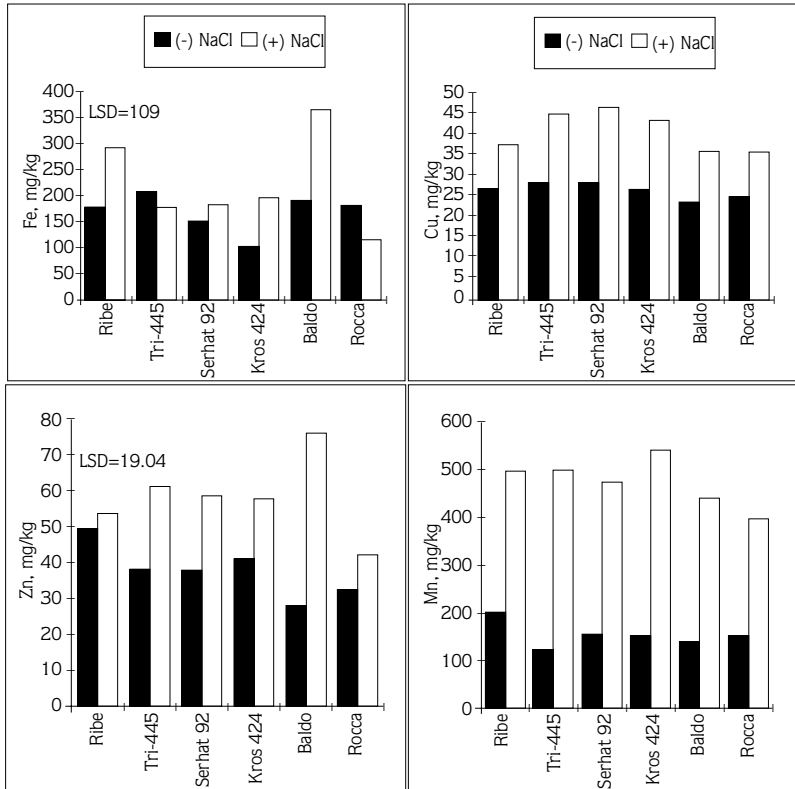 (-) NaCl (+) NaCl
Fe, mg/kg
400
350
300
250
200
150
100
50
0
LSD=109
Ribe
Tri-445
Serhat 92
Kros 424
Baldo
Rocca
(-) NaCl (+) NaCl
Cu, mg/kg
50
45
40
35
30
25
20
15
10
5
0
Ribe
Tri-445
Serhat 92
Kros 424
Baldo
Rocca
Zn, mg/kg
80
70
60
50
40
30
20
10
0
LSD=19.04
Ribe
Tri-445
Serhat 92
Kros 424
Baldo
Rocca
Mn, mg/kg
600
500
400
300
200
100
0
Ribe
Tri-445
Serhat 92
Kros 424
Baldo
Rocca